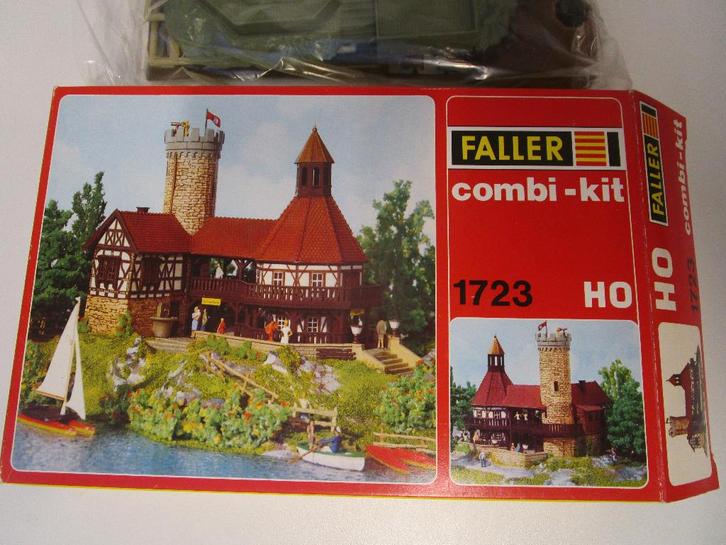 FALLER
combi-kit
1723 HO
FALLER
combi-kit
HO
1723